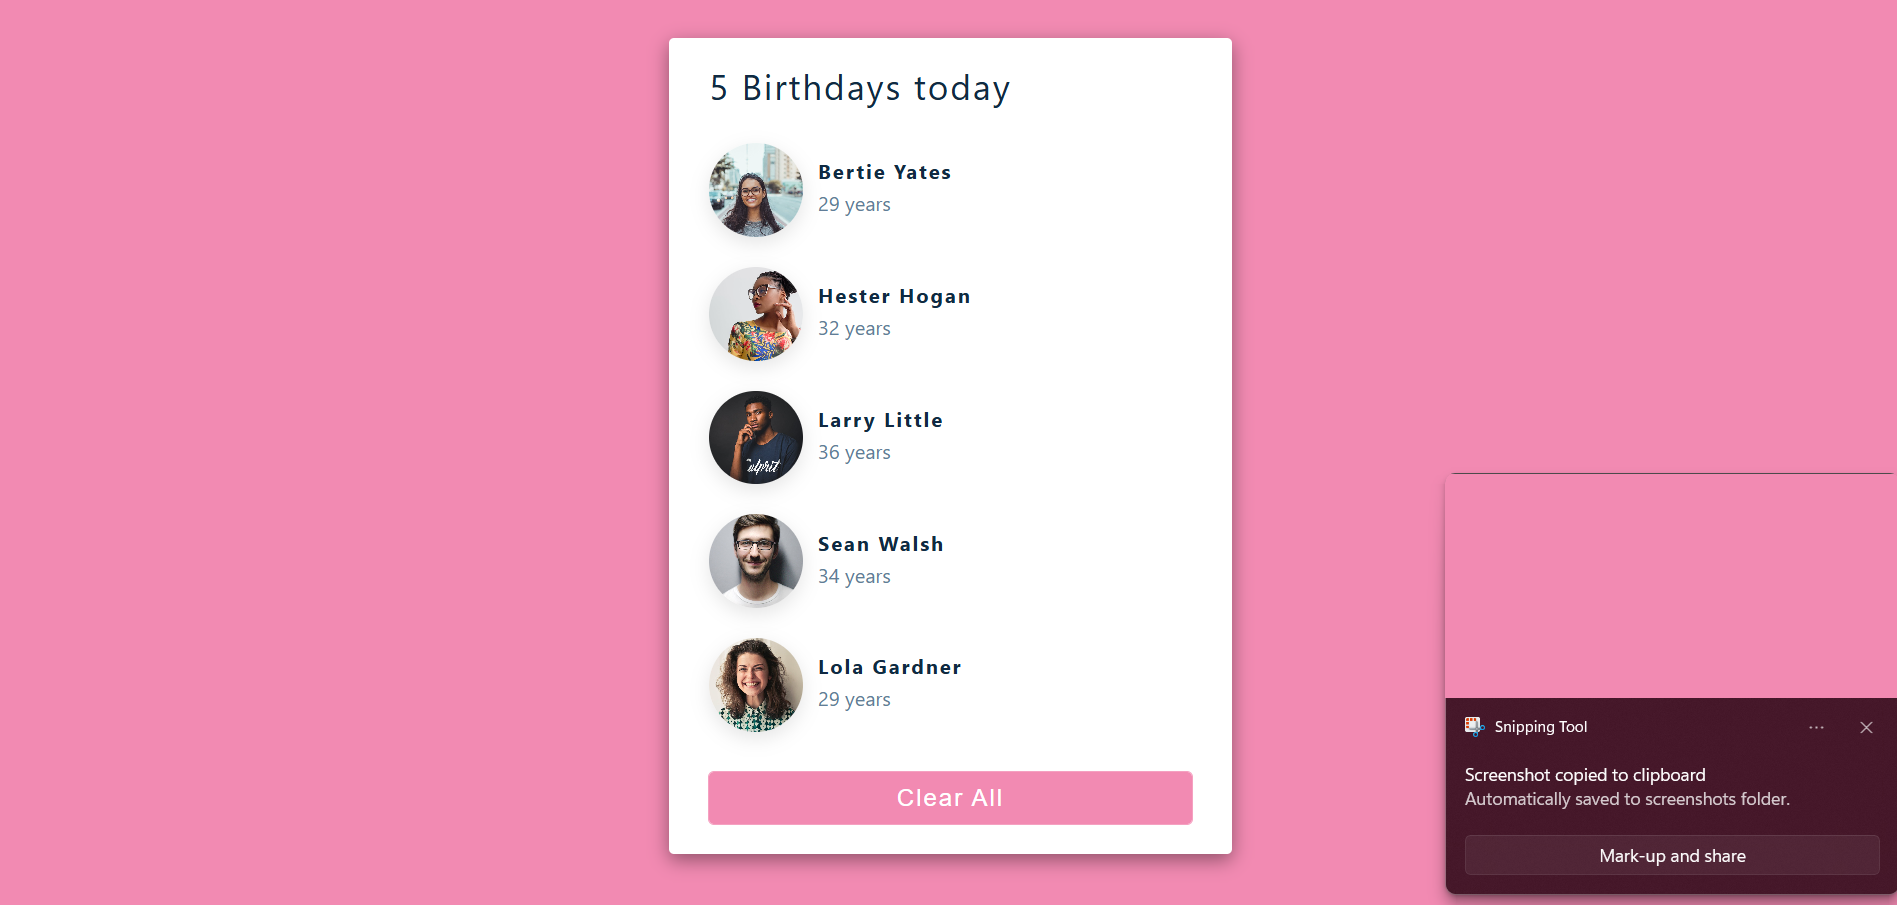 5 Birthdays today
Bertie Yates
29 years
Hester Hogan
32 years
Larry Little
36 years
Sean Walsh
34 years
Lola Gardner
29 years
Clear All
Snipping Tool
Screenshot copied to clipboard
Automatically saved to screenshots folder.
Mark-up and share